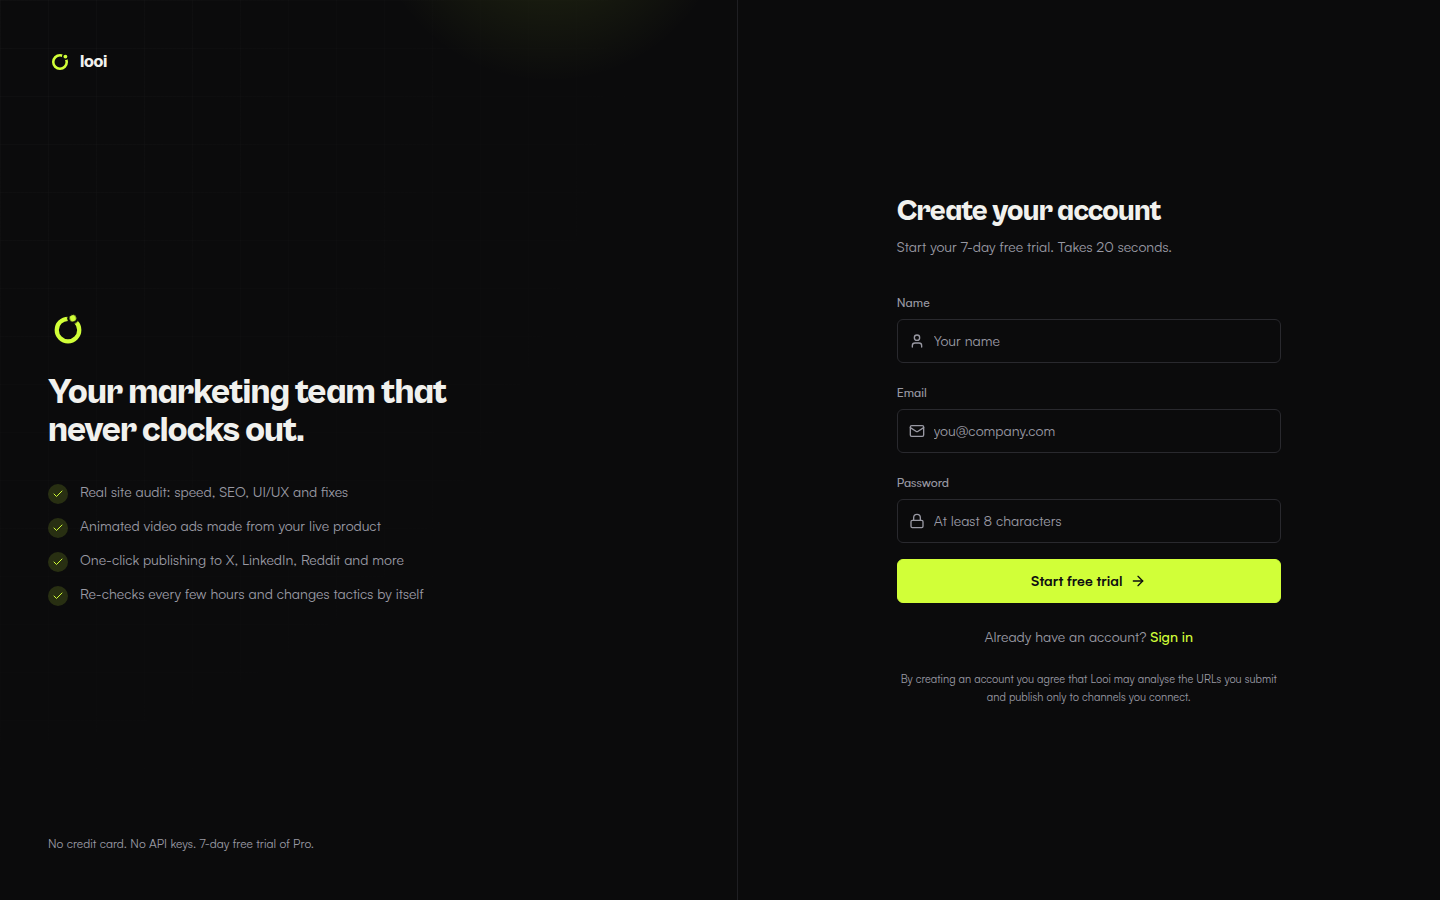 looi
Your marketing team that
never clocks out.
Real site audit: speed, SEO, UI/UX and fixes
Animated video ads made from your live product
One-click publishing to X, LinkedIn, Reddit and more
Re-checks every few hours and changes tactics by itself
No credit card. No API keys. 7-day free trial of Pro.
Create your account
Start your 7-day free trial. Takes 20 seconds.
Name
Your name
Email
you@company.com
Password
At least 8 characters
Start free trial
Already have an account? Sign in
By creating an account you agree that Looi may analyse the URLs you submit
and publish only to channels you connect.